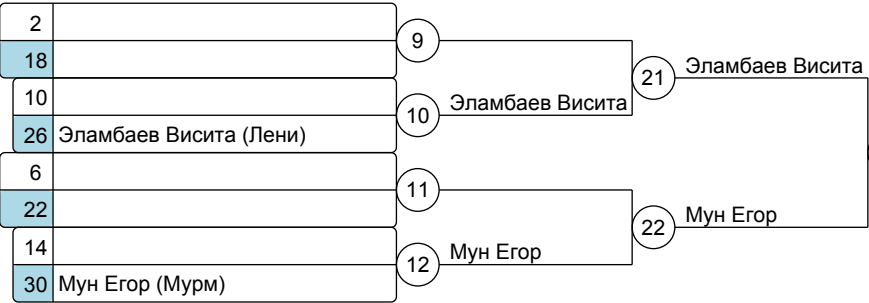 2
9
18
21 Эламбаев Висита
10
10 Эламбаев Висита
26 Эламбаев Висита (Лени)
6
11
22
22 Мун Егор
14
12 Мун Егор
30 Мун Егор (Мурм)